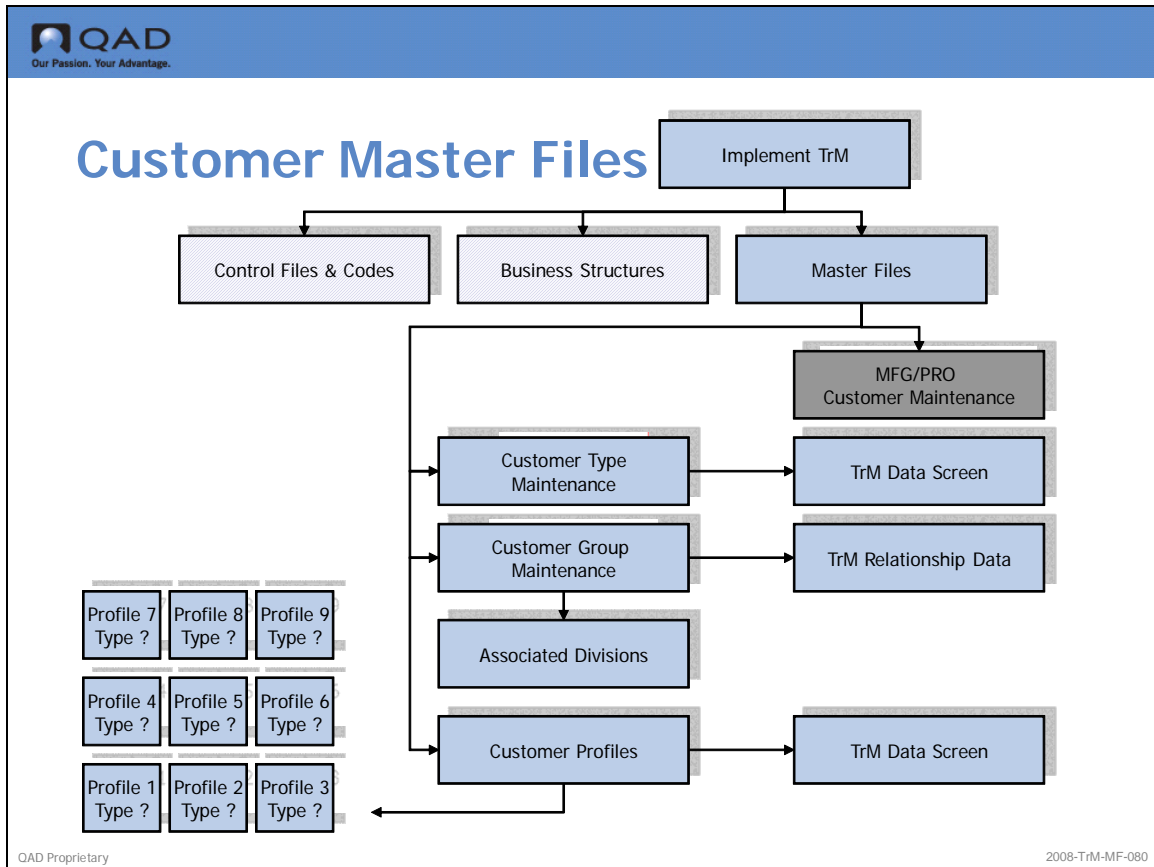 QAD
Our Passion. Your Advantage.
Customer Master Files
Implement TrM
Control Files & Codes
Business Structures
Master Files
MFG/PRO
Customer Maintenance
Customer Type
Maintenance
TrM Data Screen
Customer Group
Maintenance
TrM Relationship Data
Associated Divisions
Customer Profiles
TrM Data Screen
Profile 7
Type ?
Profile 8
Type ?
Profile 9
Type ?
Profile 4
Type ?
Profile 5
Type ?
Profile 6
Type ?
Profile 1
Type ?
Profile 2
Type ?
Profile 3
Type ?
QAD Proprietary
2008-TrM-MF-080